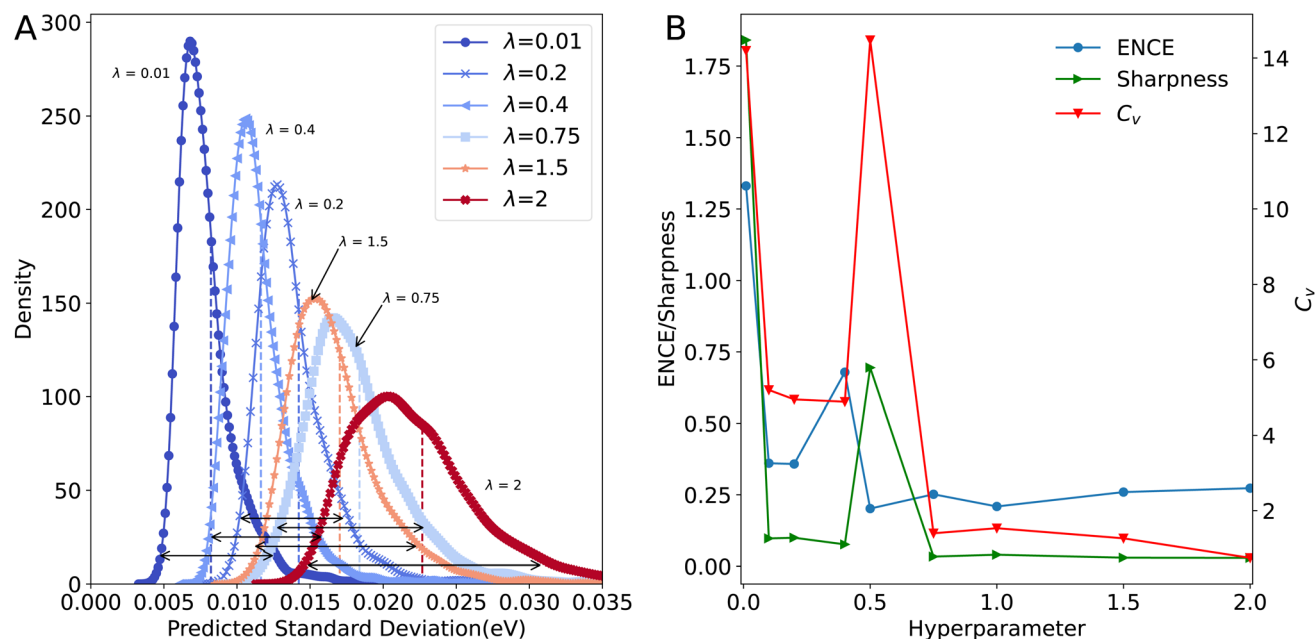 A
300
250
200
150
100
50
0
Density
0.000
0.005
0.010
0.015
0.020
0.025
0.030
0.035
Predicted Standard Deviation(eV)
λ = 0.01
λ = 0.4
λ = 0.2
λ = 1.5
λ = 0.75
λ = 2
λ=0.01
λ=0.2
λ=0.4
λ=0.75
λ=1.5
λ=2
B
1.75
1.50
1.25
1.00
0.75
0.50
0.25
0.00
ENCE/Sharpness
0.0
0.5
1.0
1.5
2.0
Hyperparameter
ENCE
Sharpness
Cv
14
12
10
8
6
4
2
Cv